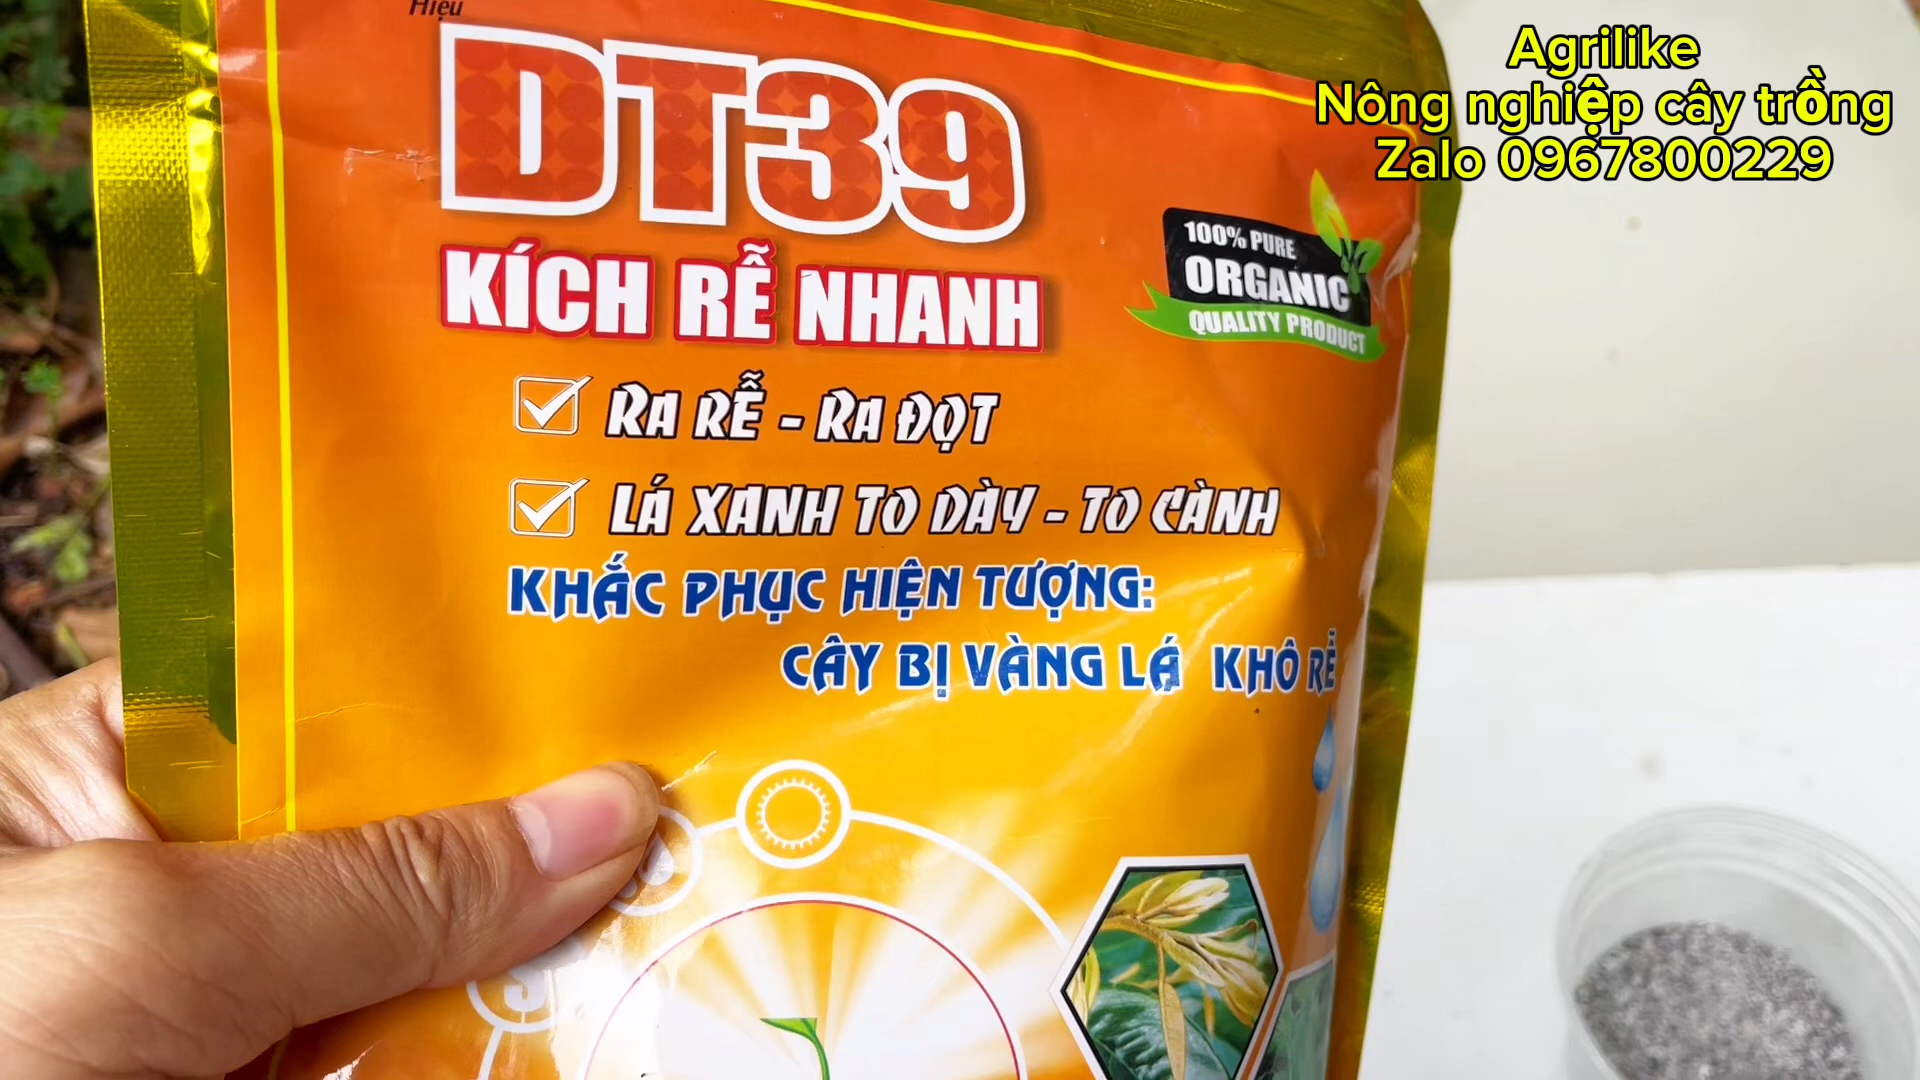 Hiệu
DT39
KÍCH RỄ NHANH
RA RỄ - RA ĐỌT
LÁ XANH TO DÀY - TO CÀNH
KHẮC PHỤC HIỆN TƯỢNG:
CÂY BỊ VÀNG LÁ KHÔ RỄ
100% PURE
ORGANIC
QUALITY PRODUCT
Agrilike
Nông nghiệp cây trồng
Zalo 0967800229